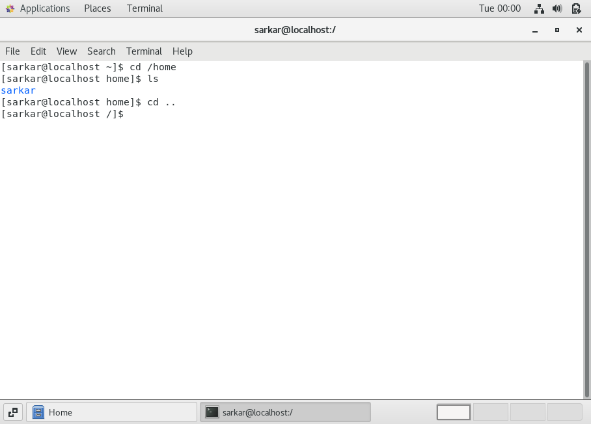 Applications Places Terminal Tue 00:00
sarkar@localhost:/
File Edit View Search Terminal Help
[sarkar@localhost ~]$ cd /home
[sarkar@localhost home]$ ls
sarkar
[sarkar@localhost home]$ cd ..
[sarkar@localhost /]$
Home sarkar@localhost:/